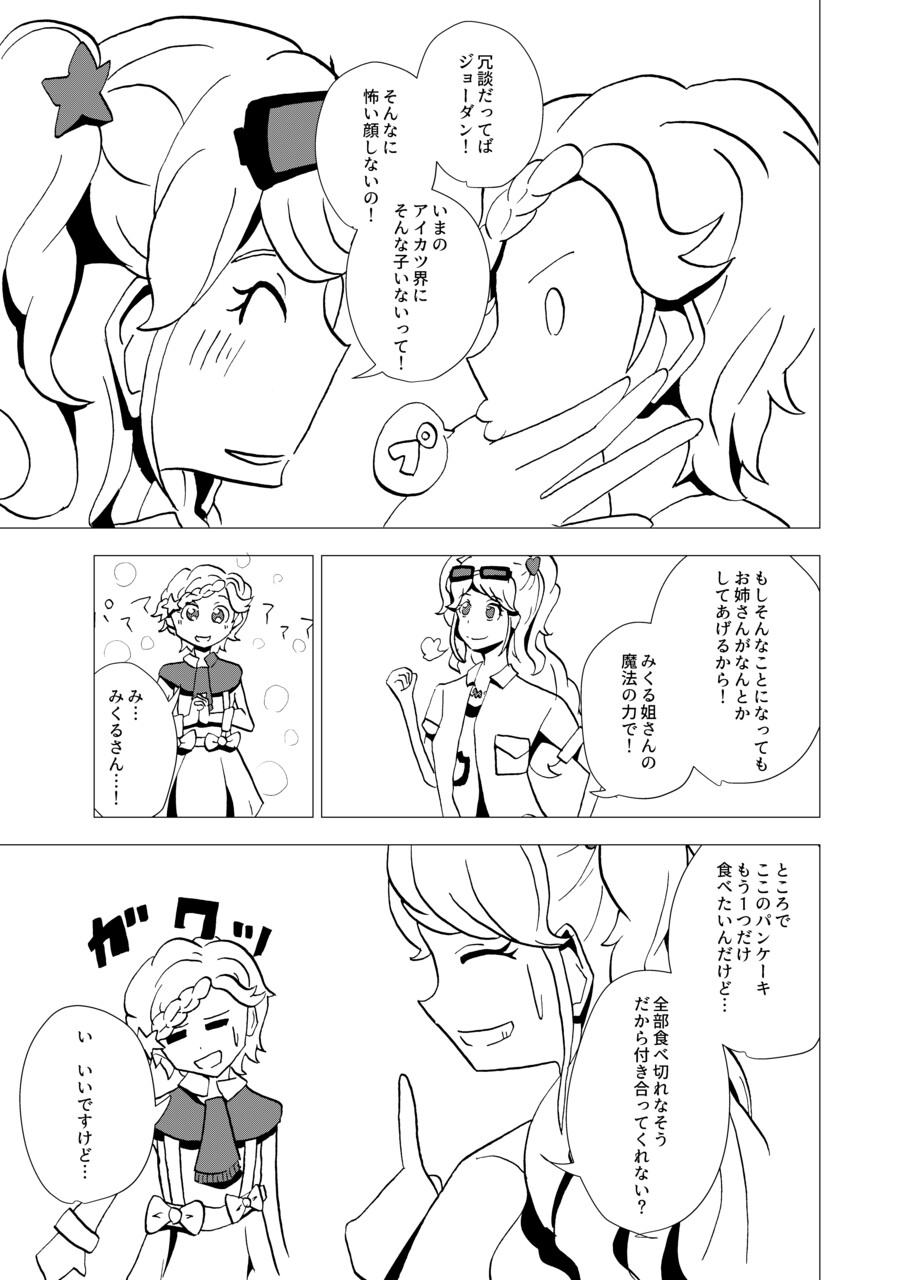 冗談だってば
ジョーダン！
そんなに
怖い顔しないの！
いまの
アイカツ界に
そんな子いないって！
プ
もしそんなことになっても
お姉さんがなんとか
してあげるから！
みくる姐さんの
魔法の力で！
み…
みくるさん…！
ところで
ここのパンケーキ
もう1つだけ
食べたいんだけど…
全部食べ切れなそう
だから付き合ってくれない？
ガクッ
い いいですけど…